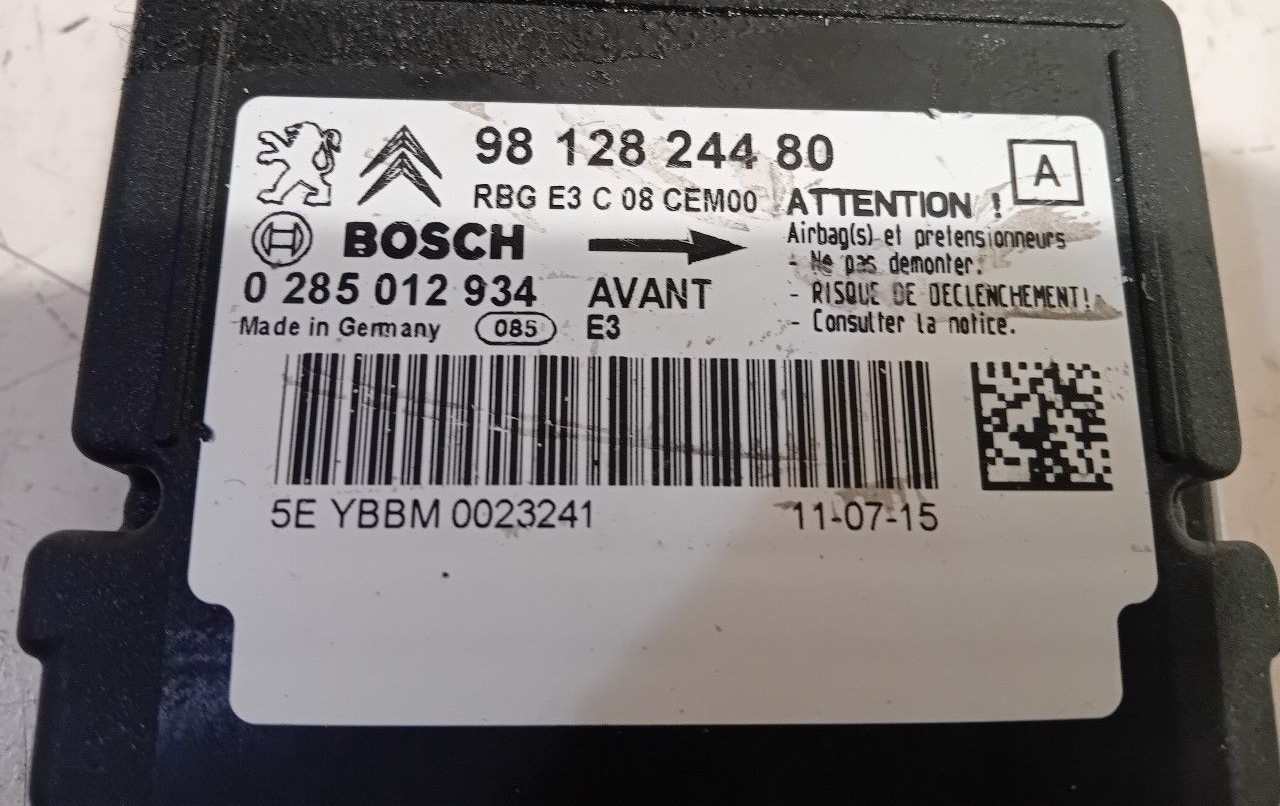 98 128 244 80
A
RBG E3 C 08 CEM00
ATTENTION !
BOSCH
Airbag(s) et pretensionneurs
- Ne pas demonter.
0 285 012 934
AVANT
- RISQUE DE DECLENCHEMENT!
Made in Germany
085
E3
- Consulter la notice.
5E YBBM 0023241
11-07-15